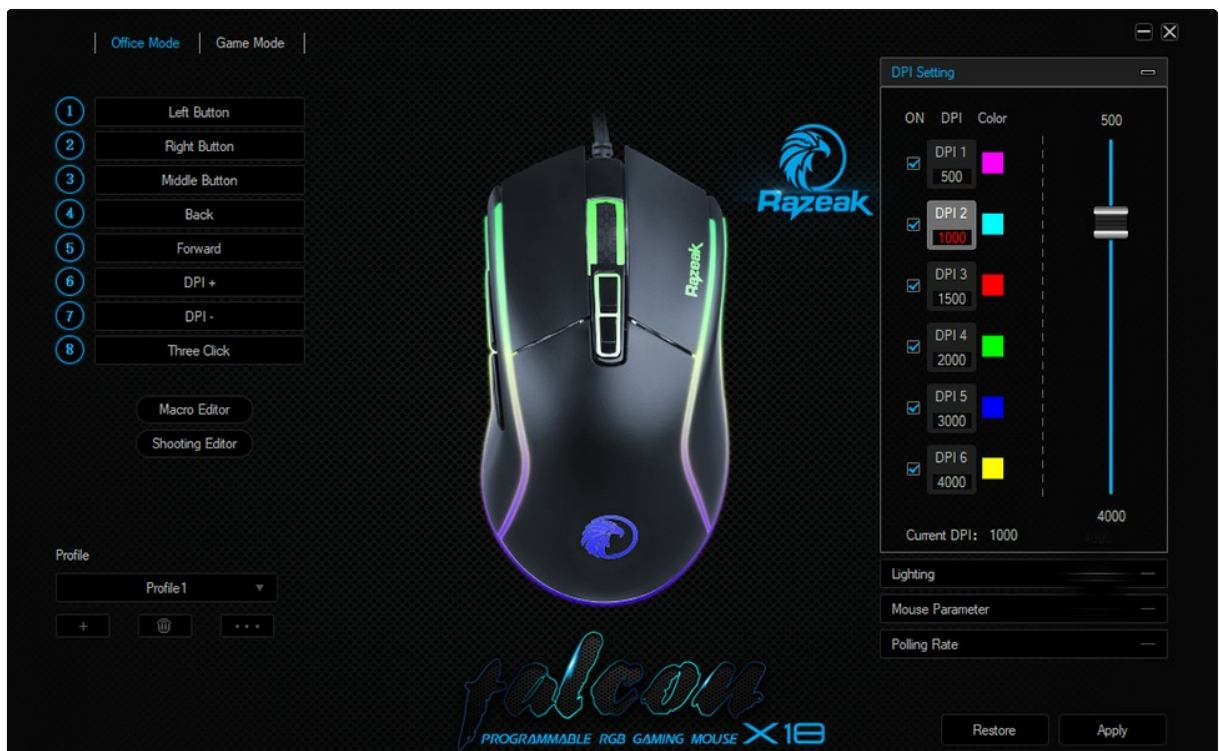 Office Mode
Game Mode
1 Left Button
2 Right Button
3 Middle Button
4 Back
5 Forward
6 DPI +
7 DPI -
8 Three Click
Macro Editor
Shooting Editor
Profile
Profile1
+
Razeak
Razeak
DPI Setting
ON DPI Color
500
DPI 1
500
DPI 2
1000
DPI 3
1500
DPI 4
2000
DPI 5
3000
DPI 6
4000
4000
4000
Current DPI: 1000
Lighting
Mouse Parameter
Polling Rate
falcon
PROGRAMMABLE RGB GAMING MOUSE X18
Restore
Apply